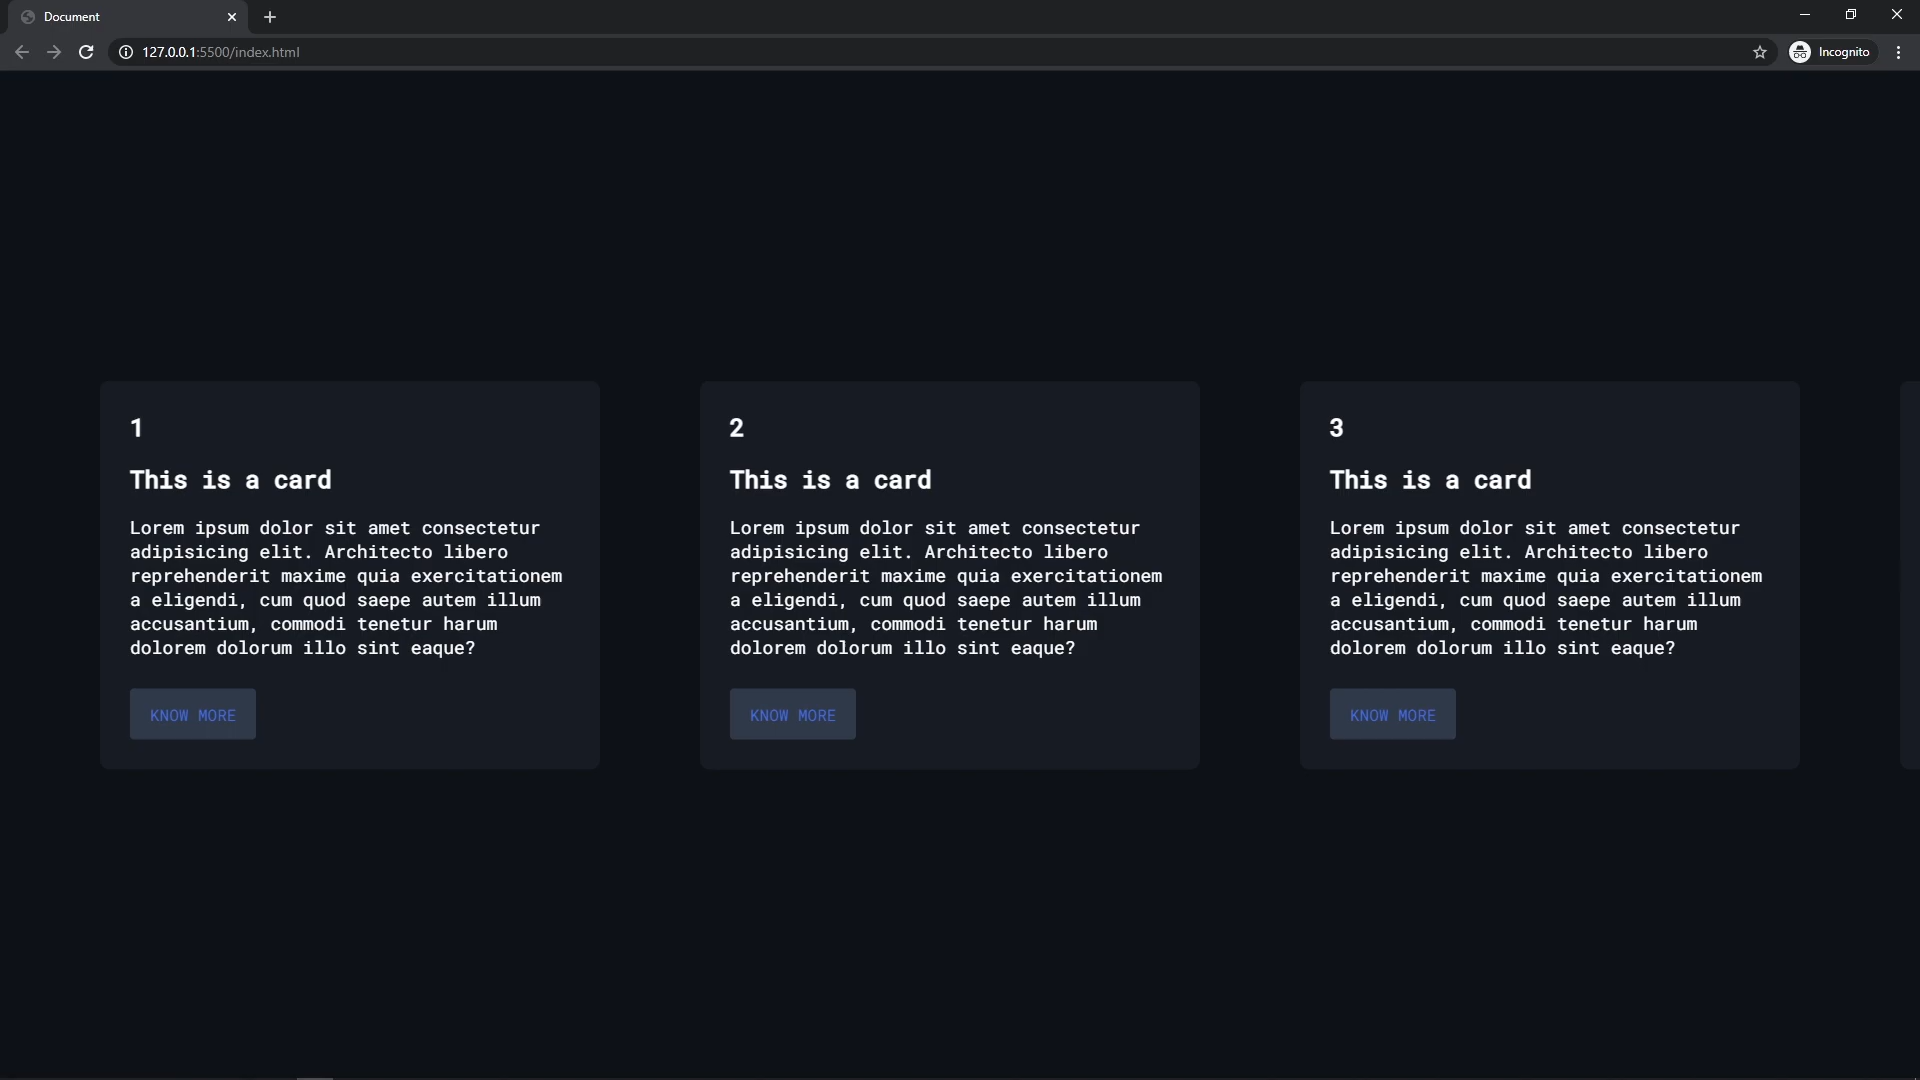 Document
127.0.0.1:5500/index.html
Incognito
1
This is a card
Lorem ipsum dolor sit amet consectetur
adipisicing elit. Architecto libero
reprehenderit maxime quia exercitationem
a eligendi, cum quod saepe autem illum
accusantium, commodi tenetur harum
dolorem dolorum illo sint eaque?
KNOW MORE
2
This is a card
Lorem ipsum dolor sit amet consectetur
adipisicing elit. Architecto libero
reprehenderit maxime quia exercitationem
a eligendi, cum quod saepe autem illum
accusantium, commodi tenetur harum
dolorem dolorum illo sint eaque?
KNOW MORE
3
This is a card
Lorem ipsum dolor sit amet consectetur
adipisicing elit. Architecto libero
reprehenderit maxime quia exercitationem
a eligendi, cum quod saepe autem illum
accusantium, commodi tenetur harum
dolorem dolorum illo sint eaque?
KNOW MORE